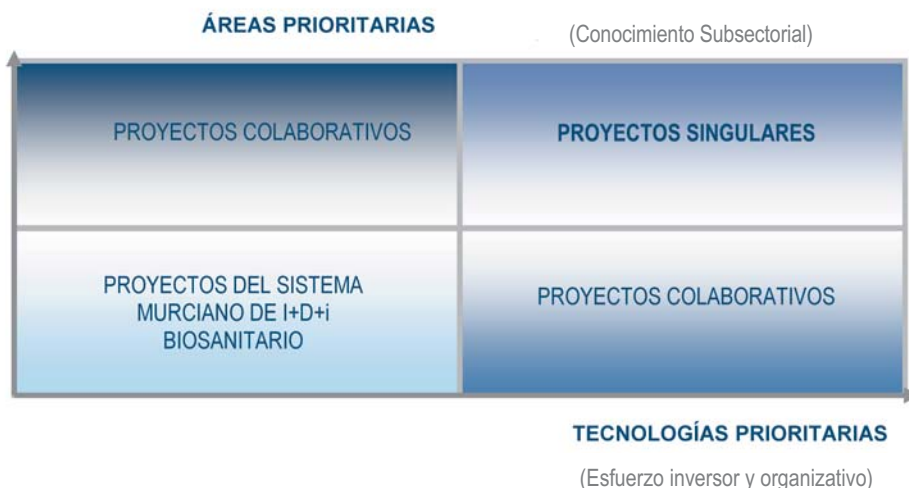 ÁREAS PRIORITARIAS
(Conocimiento Subsectorial)
PROYECTOS COLABORATIVOS
PROYECTOS SINGULARES
PROYECTOS DEL SISTEMA
MURCIANO DE I+D+i
BIOSANITARIO
PROYECTOS COLABORATIVOS
TECNOLOGÍAS PRIORITARIAS
(Esfuerzo inversor y organizativo)